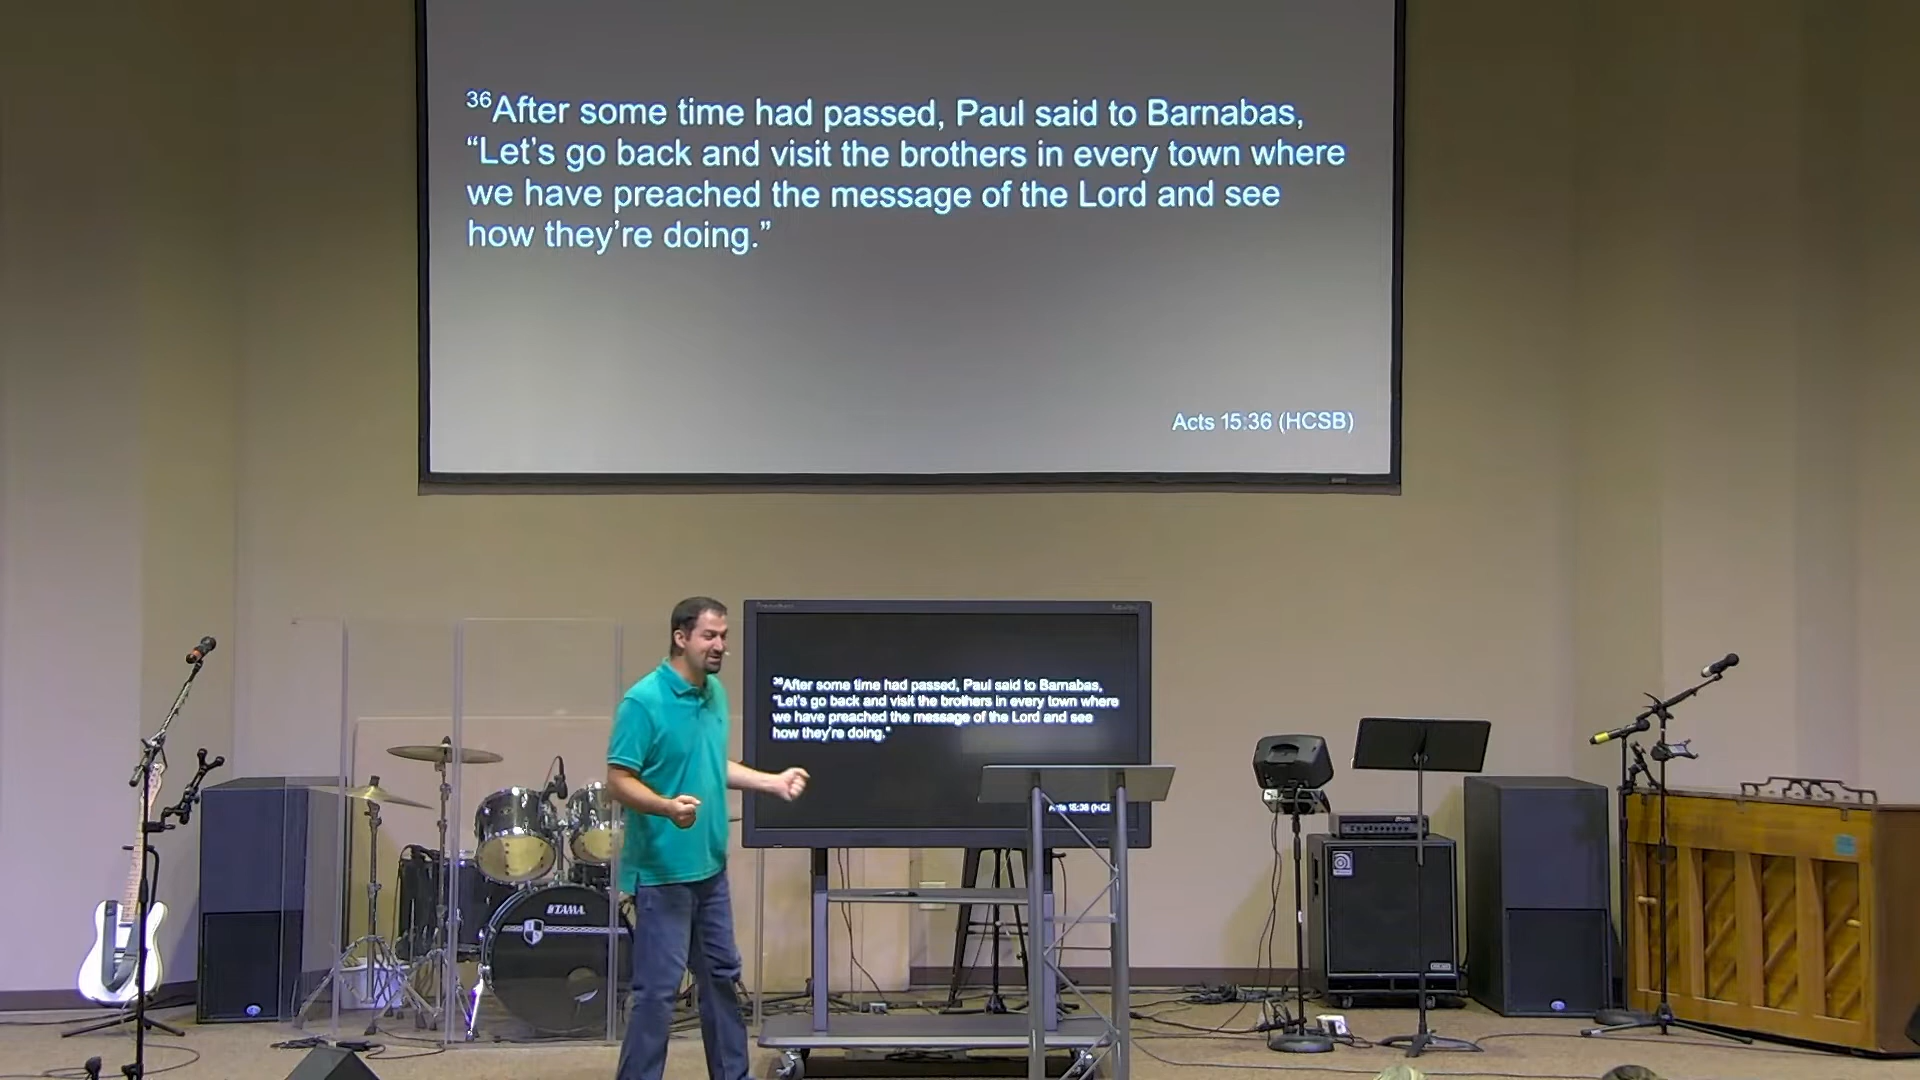 ³⁶After some time had passed, Paul said to Barnabas,
“Let’s go back and visit the brothers in every town where
we have preached the message of the Lord and see
how they’re doing.”
Acts 15:36 (HCSB)
³⁶After some time had passed, Paul said to Barnabas,
“Let’s go back and visit the brothers in every town where
we have preached the message of the Lord and see
how they’re doing.”
15:36
TAMA